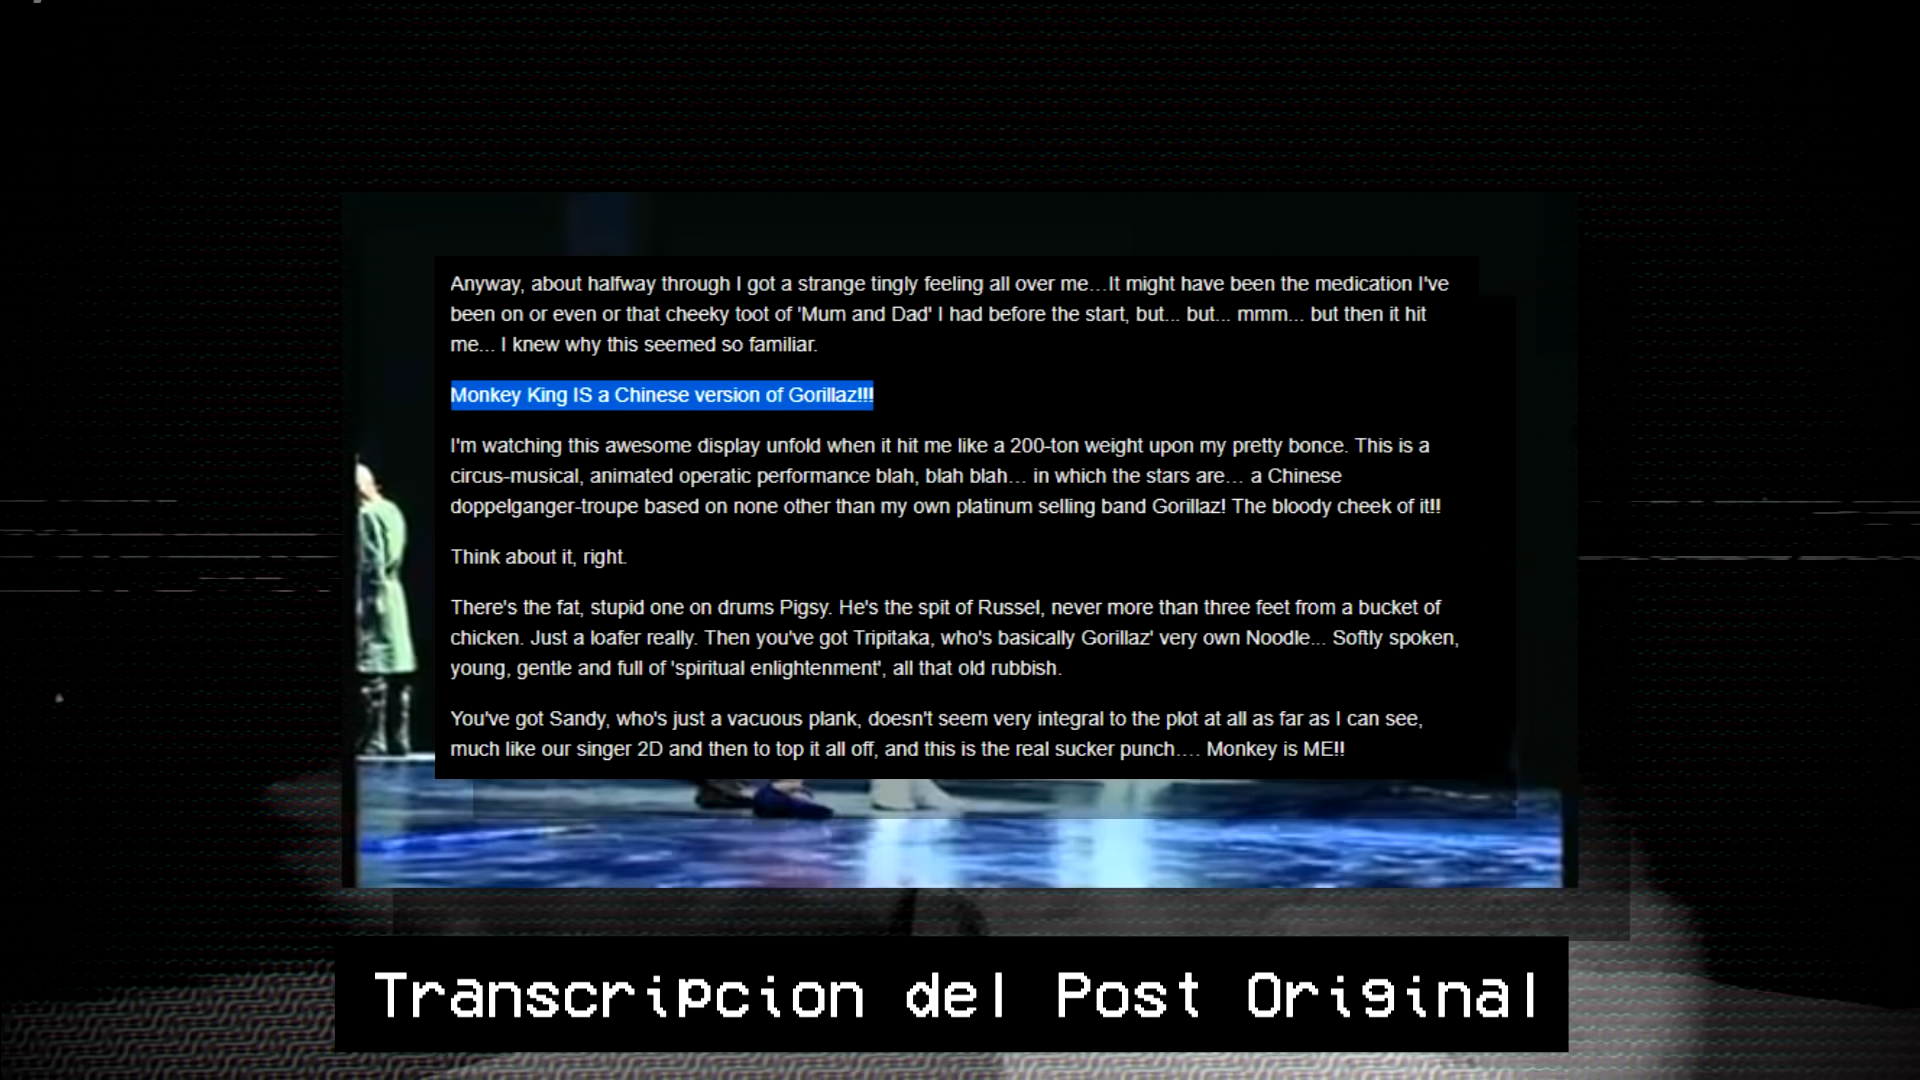 Anyway, about halfway through I got a strange tingly feeling all over me…It might have been the medication I've
been on or even or that cheeky toot of 'Mum and Dad' I had before the start, but... but... mmm... but then it hit
me... I knew why this seemed so familiar.
Monkey King IS a Chinese version of Gorillaz!!!
I'm watching this awesome display unfold when it hit me like a 200-ton weight upon my pretty bonce. This is a
circus-musical, animated operatic performance blah, blah blah… in which the stars are… a Chinese
doppelganger-troupe based on none other than my own platinum selling band Gorillaz! The bloody cheek of it!!
Think about it, right.
There's the fat, stupid one on drums Pigsy. He's the spit of Russel, never more than three feet from a bucket of
chicken. Just a loafer really. Then you've got Tripitaka, who's basically Gorillaz' very own Noodle... Softly spoken,
young, gentle and full of 'spiritual enlightenment', all that old rubbish.
You've got Sandy, who's just a vacuous plank, doesn't seem very integral to the plot at all as far as I can see,
much like our singer 2D and then to top it all off, and this is the real sucker punch…. Monkey is ME!!
Transcripcion del Post Original